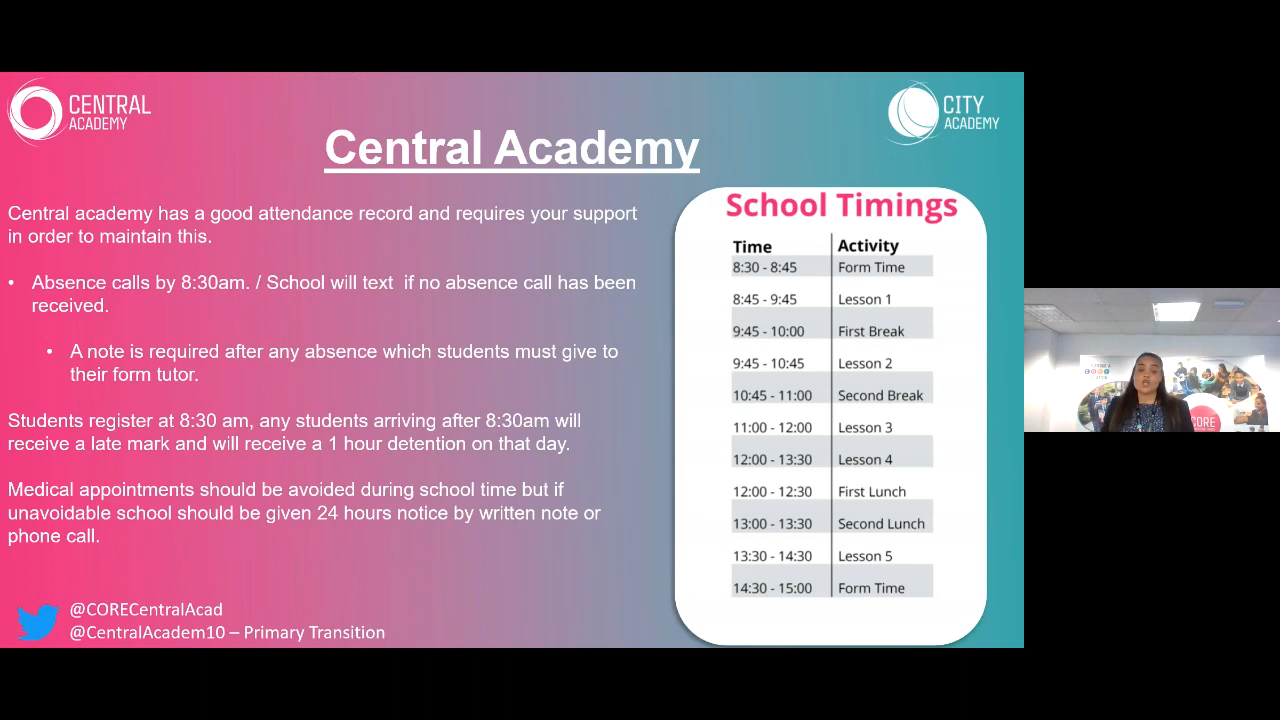 CENTRAL
ACADEMY
CITY
ACADEMY
Central Academy
Central academy has a good attendance record and requires your support
in order to maintain this.
• Absence calls by 8:30am. / School will text  if no absence call has been
received.
• A note is required after any absence which students must give to
their form tutor.
Students register at 8:30 am, any students arriving after 8:30am will
receive a late mark and will receive a 1 hour detention on that day.
Medical appointments should be avoided during school time but if
unavoidable school should be given 24 hours notice by written note or
phone call.
@CORECentralAcad
@CentralAcadem10 – Primary Transition
School Timings
Time Activity
8:30 - 8:45 Form Time
8:45 - 9:45 Lesson 1
9:45 - 10:00 First Break
9:45 - 10:45 Lesson 2
10:45 - 11:00 Second Break
11:00 - 12:00 Lesson 3
12:00 - 13:30 Lesson 4
12:00 - 12:30 First Lunch
13:00 - 13:30 Second Lunch
13:30 - 14:30 Lesson 5
14:30 - 15:00 Form Time
CORE